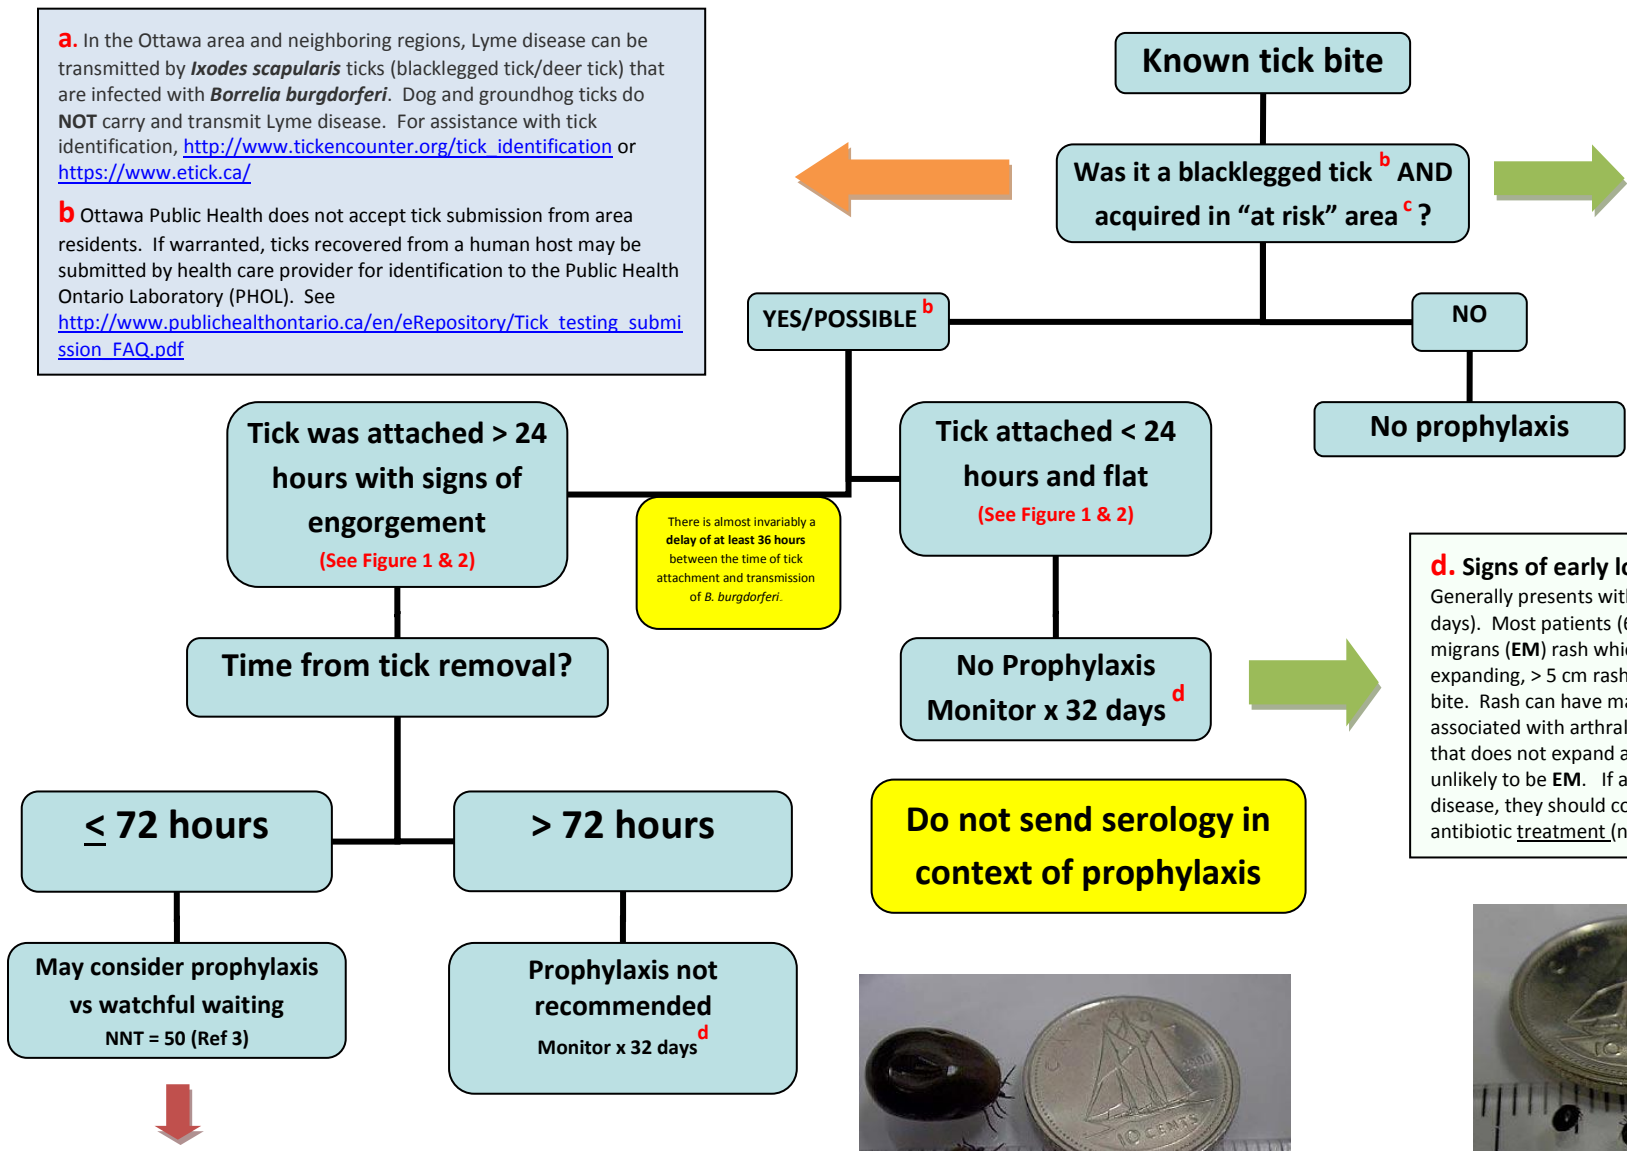 a. In the Ottawa area and neighboring regions, Lyme disease can be
transmitted by Ixodes scapularis ticks (blacklegged tick/deer tick) that
are infected with Borrelia burgdorferi. Dog and groundhog ticks do
NOT carry and transmit Lyme disease. For assistance with tick
identification, http://www.tickencounter.org/tick_identification or
https://www.etick.ca/
b Ottawa Public Health does not accept tick submission from area
residents. If warranted, ticks recovered from a human host may be
submitted by health care provider for identification to the Public Health
Ontario Laboratory (PHOL). See
http://www.publichealthontario.ca/en/eRepository/Tick_testing_submi
ssion_FAQ.pdf
Known tick bite
Was it a blacklegged tick b AND
acquired in “at risk” area c ?
YES/POSSIBLE b
NO
No prophylaxis
Tick was attached > 24
hours with signs of
engorgement
(See Figure 1 & 2)
There is almost invariably a
delay of at least 36 hours
between the time of tick
attachment and transmission
of B. burgdorferi.
Tick attached < 24
hours and flat
(See Figure 1 & 2)
Time from tick removal?
No Prophylaxis
Monitor x 32 days d
d. Signs of early lo
Generally presents with
days). Most patients (
migrans (EM) rash whic
expanding, > 5 cm rash
bite. Rash can have ma
associated with arthral
that does not expand a
unlikely to be EM. If a
disease, they should co
antibiotic treatment (n
≤ 72 hours
> 72 hours
Do not send serology in
context of prophylaxis
May consider prophylaxis
vs watchful waiting
NNT = 50 (Ref 3)
Prophylaxis not
recommended
Monitor x 32 days d
10 CENTS
10